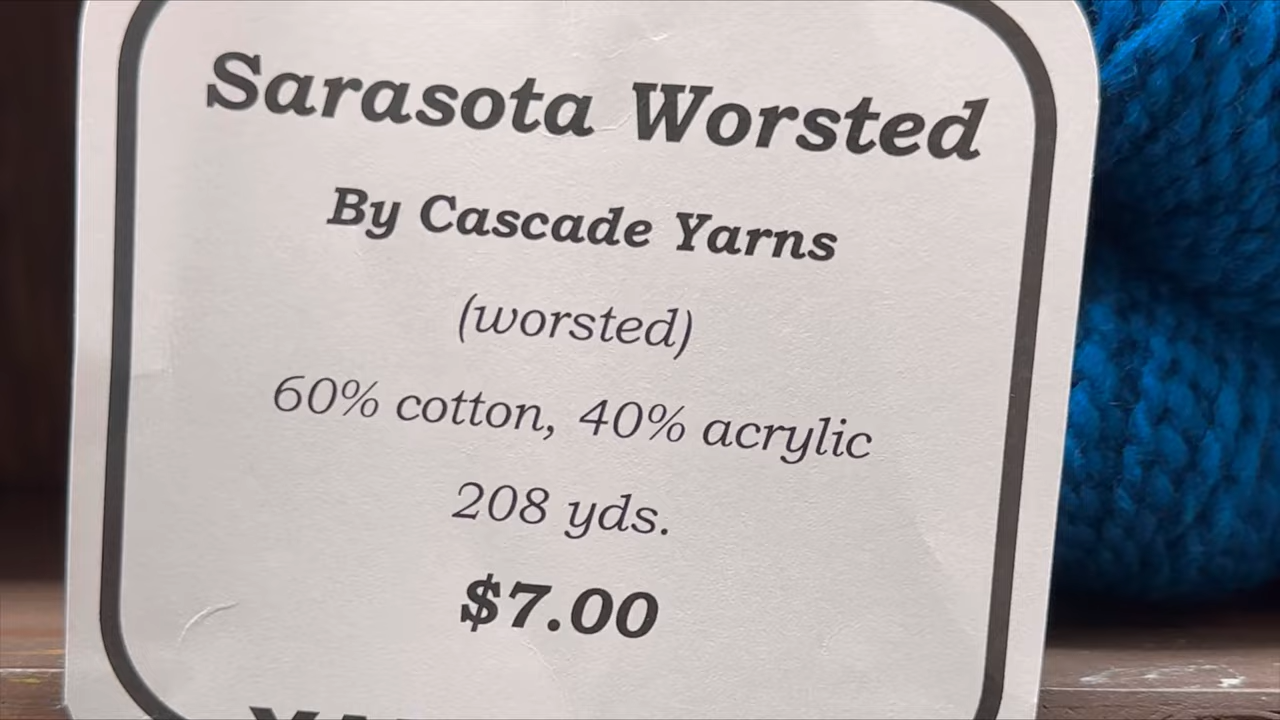 Sarasota Worsted
By Cascade Yarns
(worsted)
60% cotton, 40% acrylic
208 yds.
$7.00